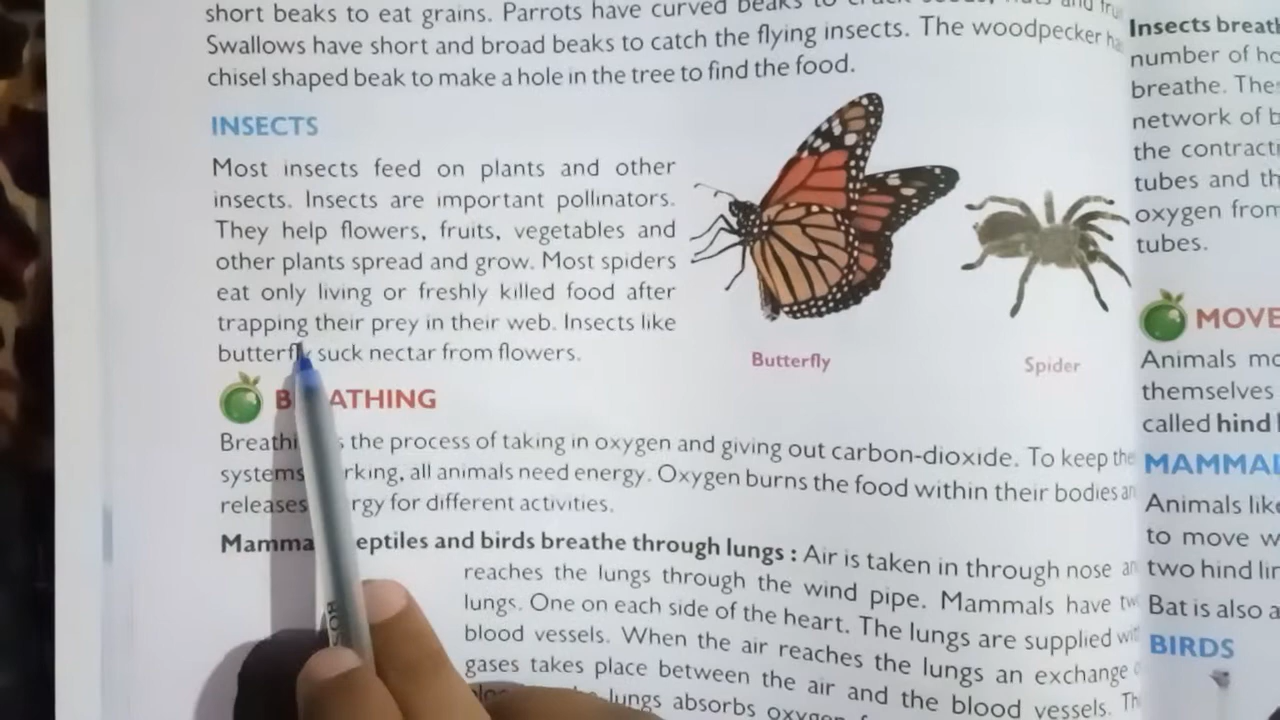 short beaks to eat grains. Parrots have curved beaks to
Swallows have short and broad beaks to catch the flying insects. The woodpecker
chisel shaped beak to make a hole in the tree to find the food.
INSECTS
Most insects feed on plants and other
insects. Insects are important pollinators.
They help flowers, fruits, vegetables and
other plants spread and grow. Most spiders
eat only living or freshly killed food after
trapping their prey in their web. Insects like
butterfly suck nectar from flowers.
Butterfly
Spider
B ATHING
the process of taking in oxygen and giving out carbon-dioxide. To keep the
systems all animals need energy. Oxygen burns the food within their bodies
releases for different activities.
and birds breathe through lungs : Air is taken in through nose
reaches the lungs through the wind pipe. Mammals have
lungs. One on each side of the heart. The lungs are supplied
blood vessels. When the air reaches the lungs an exchange
gases takes place between the air and the blood vessels.
lungs absorbs oxygen
Insects
number of
breathe.
network of
the
tubes and
oxygen from
tubes.
MOVE
Animals
themselves
called hind
Animals
to move
two hind
Bat is also a
BIRDS